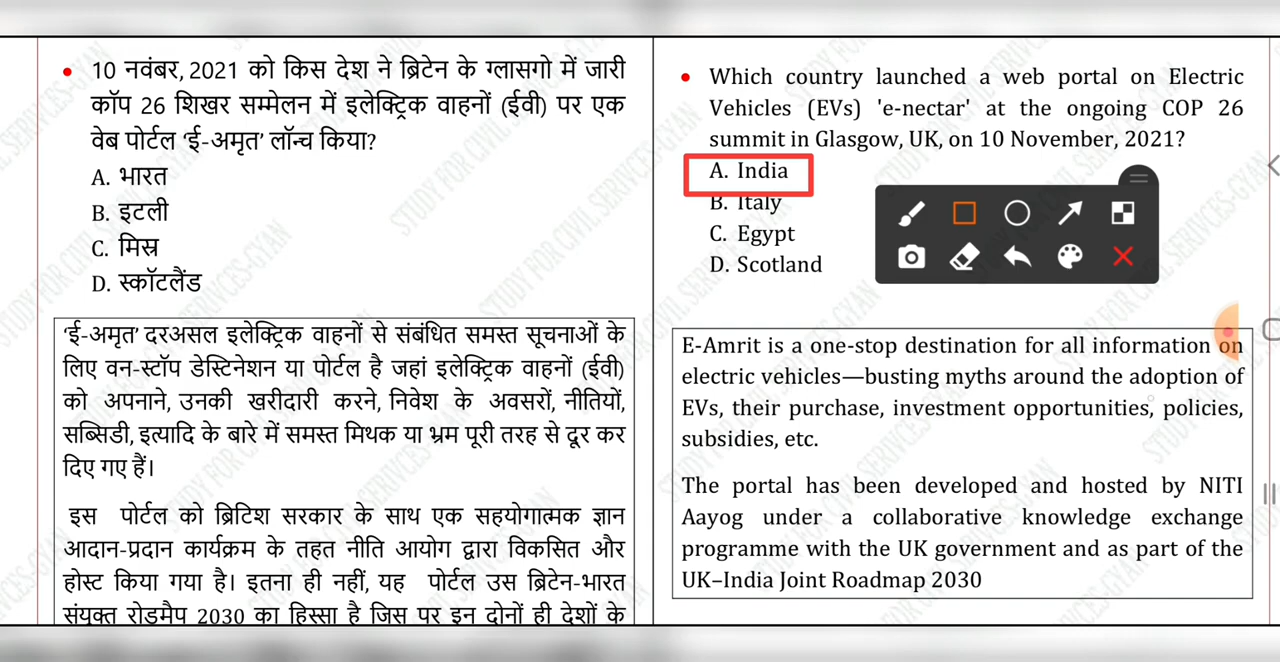 10 नवंबर, 2021 को किस देश ने ब्रिटेन के ग्लासगो में जारी
कॉप 26 शिखर सम्मेलन में इलेक्ट्रिक वाहनों (ईवी) पर एक
वेब पोर्टल ‘ई-अमृत’ लॉन्च किया?
A. भारत
B. इटली
C. मिस्र
D. स्कॉटलैंड
‘ई-अमृत’ दरअसल इलेक्ट्रिक वाहनों से संबंधित समस्त सूचनाओं के
लिए वन-स्टॉप डेस्टिनेशन या पोर्टल है जहां इलेक्ट्रिक वाहनों (ईवी)
को अपनाने, उनकी खरीदारी करने, निवेश के अवसरों, नीतियों,
सब्सिडी, इत्यादि के बारे में समस्त मिथक या भ्रम पूरी तरह से दूर कर
दिए गए हैं।
इस पोर्टल को ब्रिटिश सरकार के साथ एक सहयोगात्मक ज्ञान
आदान-प्रदान कार्यक्रम के तहत नीति आयोग द्वारा विकसित और
होस्ट किया गया है। इतना ही नहीं, यह पोर्टल उस ब्रिटेन-भारत
संयुक्त रोडमैप 2030 का हिस्सा है जिस पर इन दोनों ही देशों के
Which country launched a web portal on Electric
Vehicles (EVs) 'e-nectar' at the ongoing COP 26
summit in Glasgow, UK, on 10 November, 2021?
A. India
B. Italy
C. Egypt
D. Scotland
E-Amrit is a one-stop destination for all information on
electric vehicles—busting myths around the adoption of
EVs, their purchase, investment opportunities, policies,
subsidies, etc.
The portal has been developed and hosted by NITI
Aayog under a collaborative knowledge exchange
programme with the UK government and as part of the
UK–India Joint Roadmap 2030